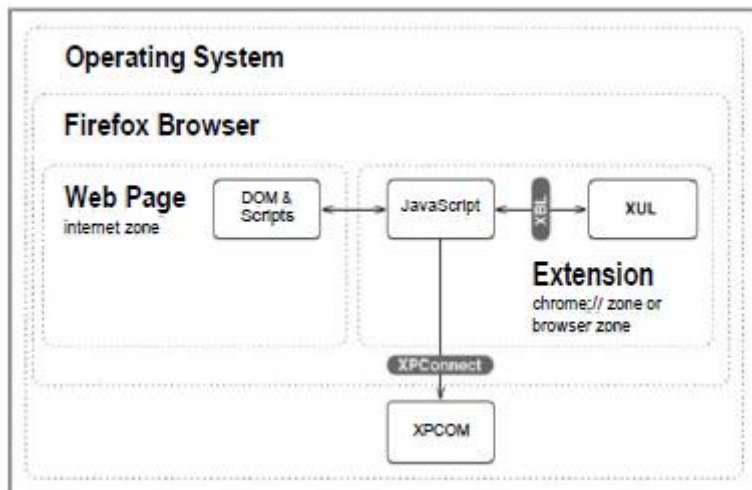 Operating System
Firefox Browser
Web Page
internet zone
DOM &
Scripts
JavaScript
XBL
XUL
Extension
chrome;// zone or
browser zone
XPConnect
XPCOM